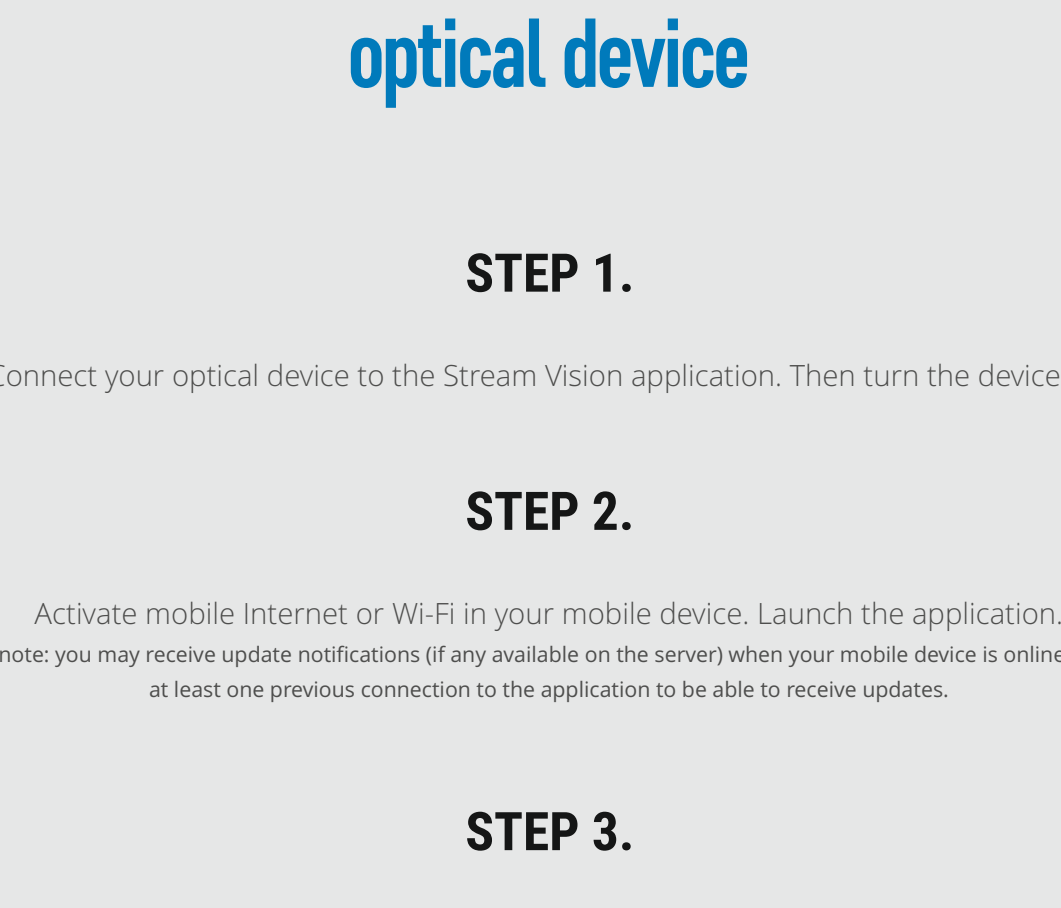 optical device
STEP 1.
Connect your optical device to the Stream Vision application. Then turn the device
STEP 2.
Activate mobile Internet or Wi-Fi in your mobile device. Launch the application.
note: you may receive update notifications (if any available on the server) when your mobile device is online
at least one previous connection to the application to be able to receive updates.
STEP 3.